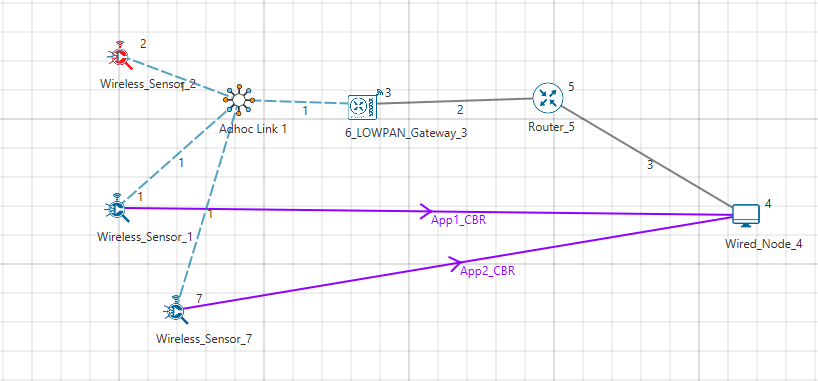 2
Wireless_Sensor_2
1
Adhoc Link 1
1
3
6_LOWPAN_Gateway_3
2
5
Router_5
1
3
1
Wireless_Sensor_1
1
App1_CBR
4
Wired_Node_4
App2_CBR
7
Wireless_Sensor_7